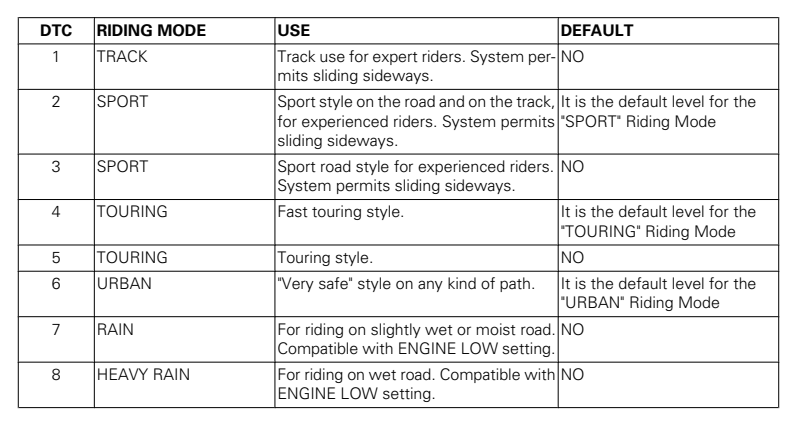 DTC RIDING MODE USE DEFAULT
1 TRACK Track use for expert riders. System per- NO
mits sliding sideways.
2 SPORT Sport style on the road and on the track, It is the default level for the
for experienced riders. System permits "SPORT" Riding Mode
sliding sideways.
3 SPORT Sport road style for experienced riders. NO
System permits sliding sideways.
4 TOURING Fast touring style. It is the default level for the
"TOURING" Riding Mode
5 TOURING Touring style. NO
6 URBAN "Very safe" style on any kind of path. It is the default level for the
"URBAN" Riding Mode
7 RAIN For riding on slightly wet or moist road. NO
Compatible with ENGINE LOW setting.
8 HEAVY RAIN For riding on wet road. Compatible with NO
ENGINE LOW setting.